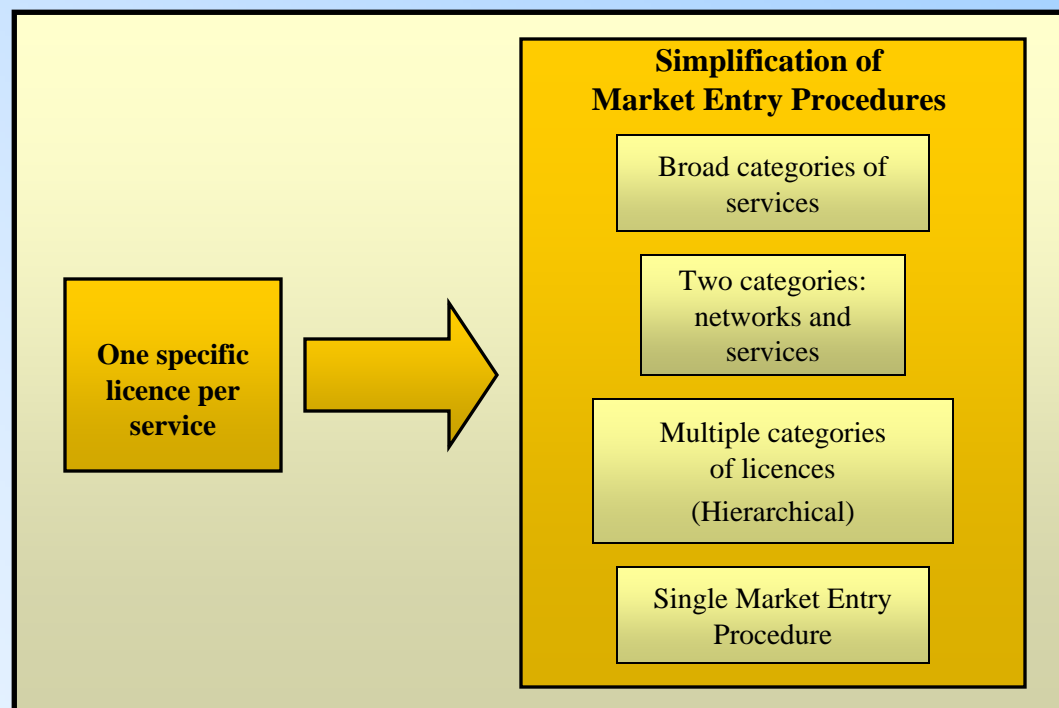 One specific
licence per
service
Simplification of
Market Entry Procedures
Broad categories of
services
Two categories:
networks and
services
Multiple categories
of licences
(Hierarchical)
Single Market Entry
Procedure